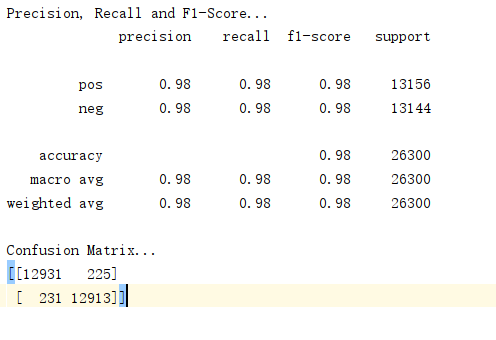 Precision, Recall and F1-Score...
              precision    recall  f1-score   support

         pos       0.98      0.98      0.98     13156
         neg       0.98      0.98      0.98     13144

    accuracy                           0.98     26300
   macro avg       0.98      0.98      0.98     26300
weighted avg       0.98      0.98      0.98     26300

Confusion Matrix...
[[12931   225]
 [  231 12913]]